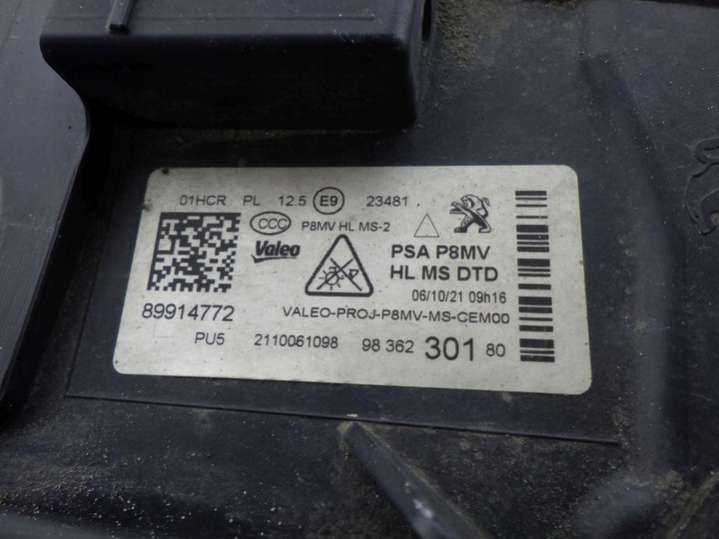 01HCR PL 12.5 E9 23481
CCC P8MV HL MS-2
Valeo
PSA P8MV
HL MS DTD
06/10/21 09h16
89914772
VALEO-PROJ-P8MV-MS-CEM00
PU5 2110061098 98 362 301 80